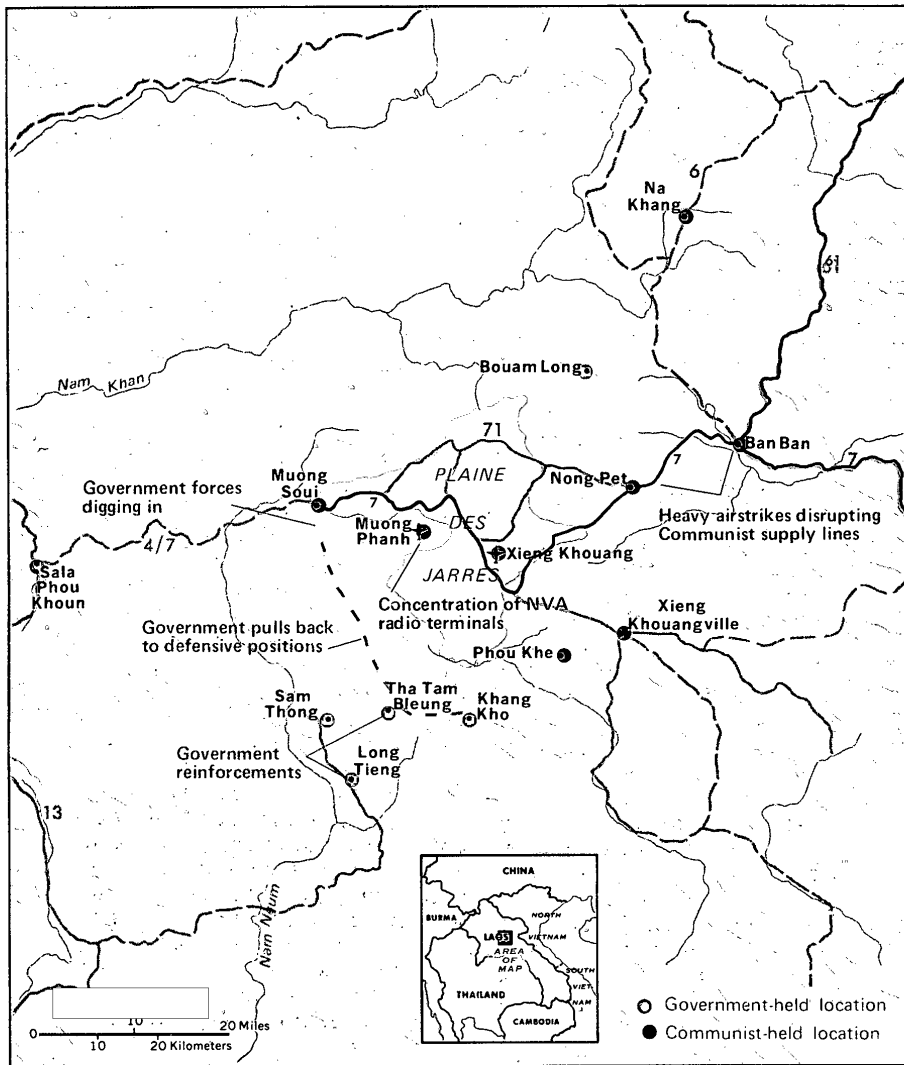 6
Na
Khang
61
Nam Khan
Bouam Long
71
Ban Ban
Muong
Soui
PLAINE
7
7
Government forces
digging in
Nong Pet
7
Muong
Phanh
DES
Heavy airstrikes disrupting
Communist supply lines
4/7
Xieng Khouang
Sala
Phou
Khoun
JARRES
Concentration of NVA
radio terminals
Xieng
Khouangville
Government pulls back
to defensive positions
Phou Khe
Sam
Thong
Tha Tam
Bleung
Khang
Kho
Government
reinforcements
Long
Tieng
13
Nam Ngum
CHINA
BURMA
NORTH
VIETNAM
LAOS
AREA
OF
MAP
SOUTH
VIET-
NAM
THAILAND
CAMBODIA
Government-held location
Communist-held location
0 10 20 Miles
10 20 Kilometers